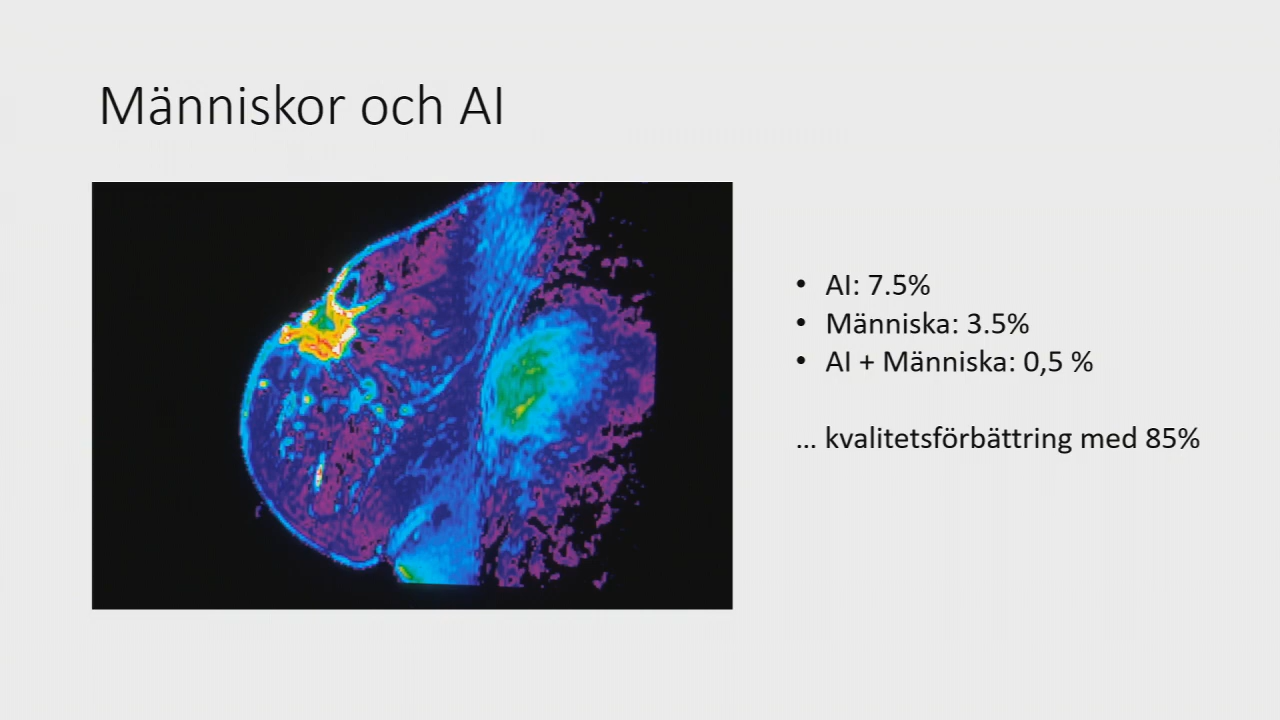 Människor och AI
• AI: 7.5%
• Människa: 3.5%
• AI + Människa: 0,5 %
... kvalitetsförbättring med 85%